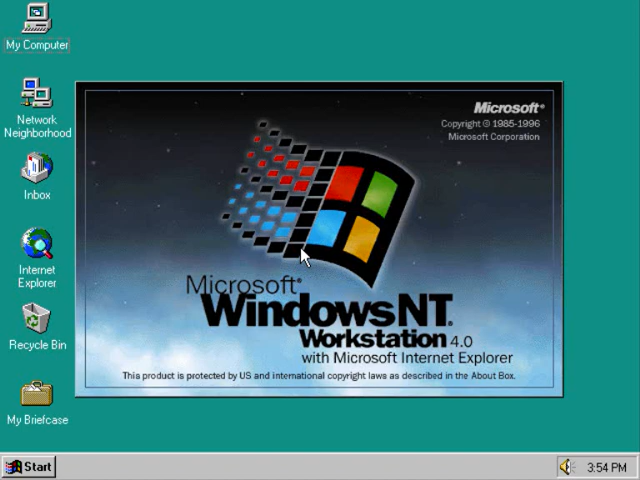 My Computer
Network
Neighborhood
Inbox
Internet
Explorer
Recycle Bin
My Briefcase
Microsoft®
Copyright © 1985-1996
Microsoft Corporation
Microsoft®
Windows NT®
Workstation 4.0
with Microsoft Internet Explorer
This product is protected by US and international copyright laws as described in the About Box.
Start
3:54 PM